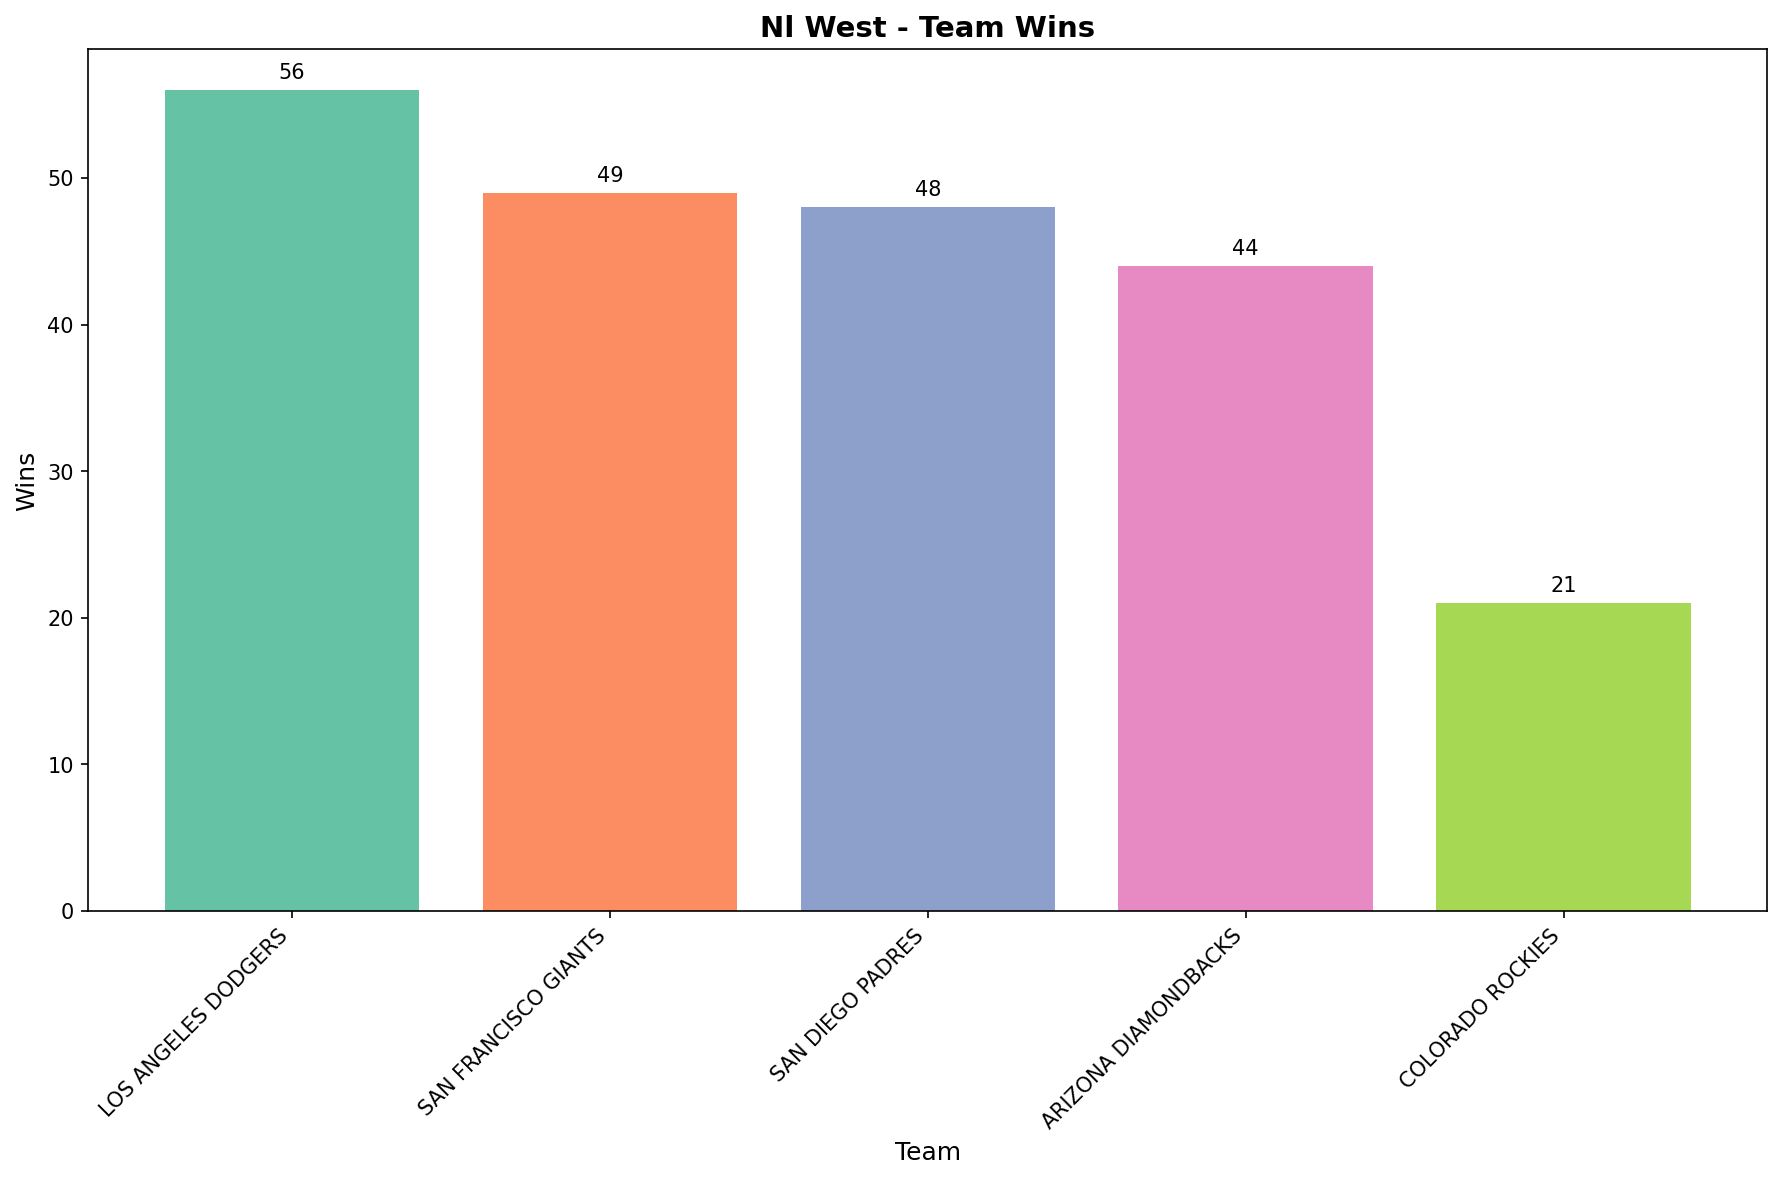 Nl West - Team Wins
56
49
48
44
21
50
40
30
20
10
0
Wins
LOS ANGELES DODGERS
SAN FRANCISCO GIANTS
SAN DIEGO PADRES
ARIZONA DIAMONDBACKS
COLORADO ROCKIES
Team